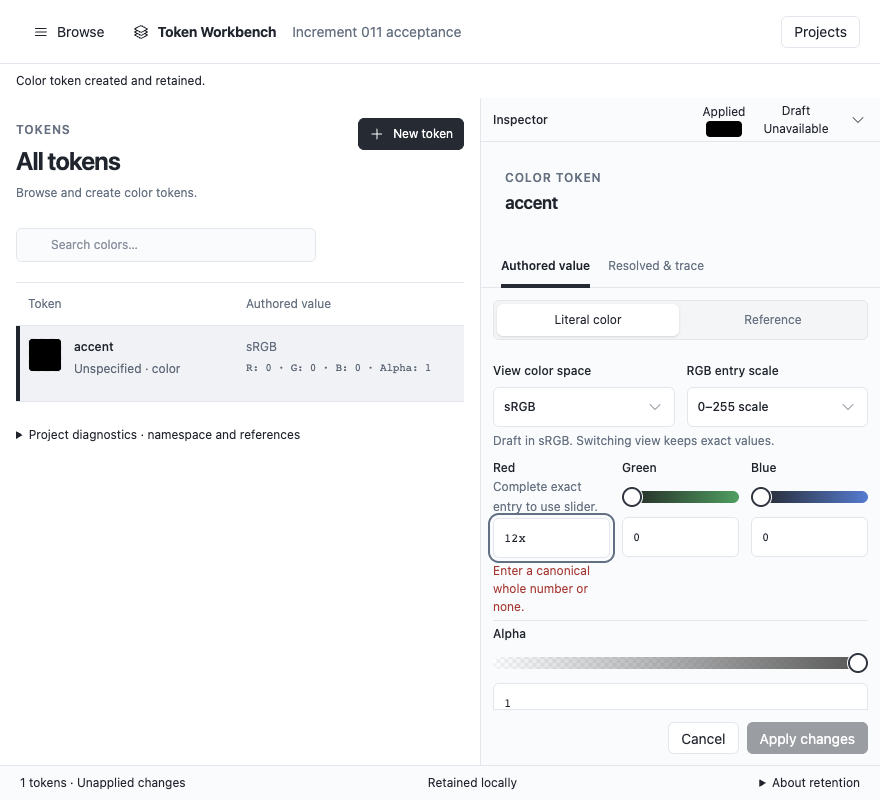 Browse
Token Workbench
Increment 011 acceptance
Projects
Color token created and retained.
TOKENS
All tokens
Browse and create color tokens.
New token
Search colors...
Token
Authored value
accent
Unspecified · color
sRGB
R: 0 · G: 0 · B: 0 · Alpha: 1
Project diagnostics · namespace and references
Inspector
Applied
Draft
Unavailable
COLOR TOKEN
accent
Authored value
Resolved & trace
Literal color
Reference
View color space
RGB entry scale
sRGB
0–255 scale
Draft in sRGB. Switching view keeps exact values.
Red
Green
Blue
Complete exact
entry to use slider.
12x
0
0
Enter a canonical
whole number or
none.
Alpha
1
Cancel
Apply changes
1 tokens · Unapplied changes
Retained locally
About retention